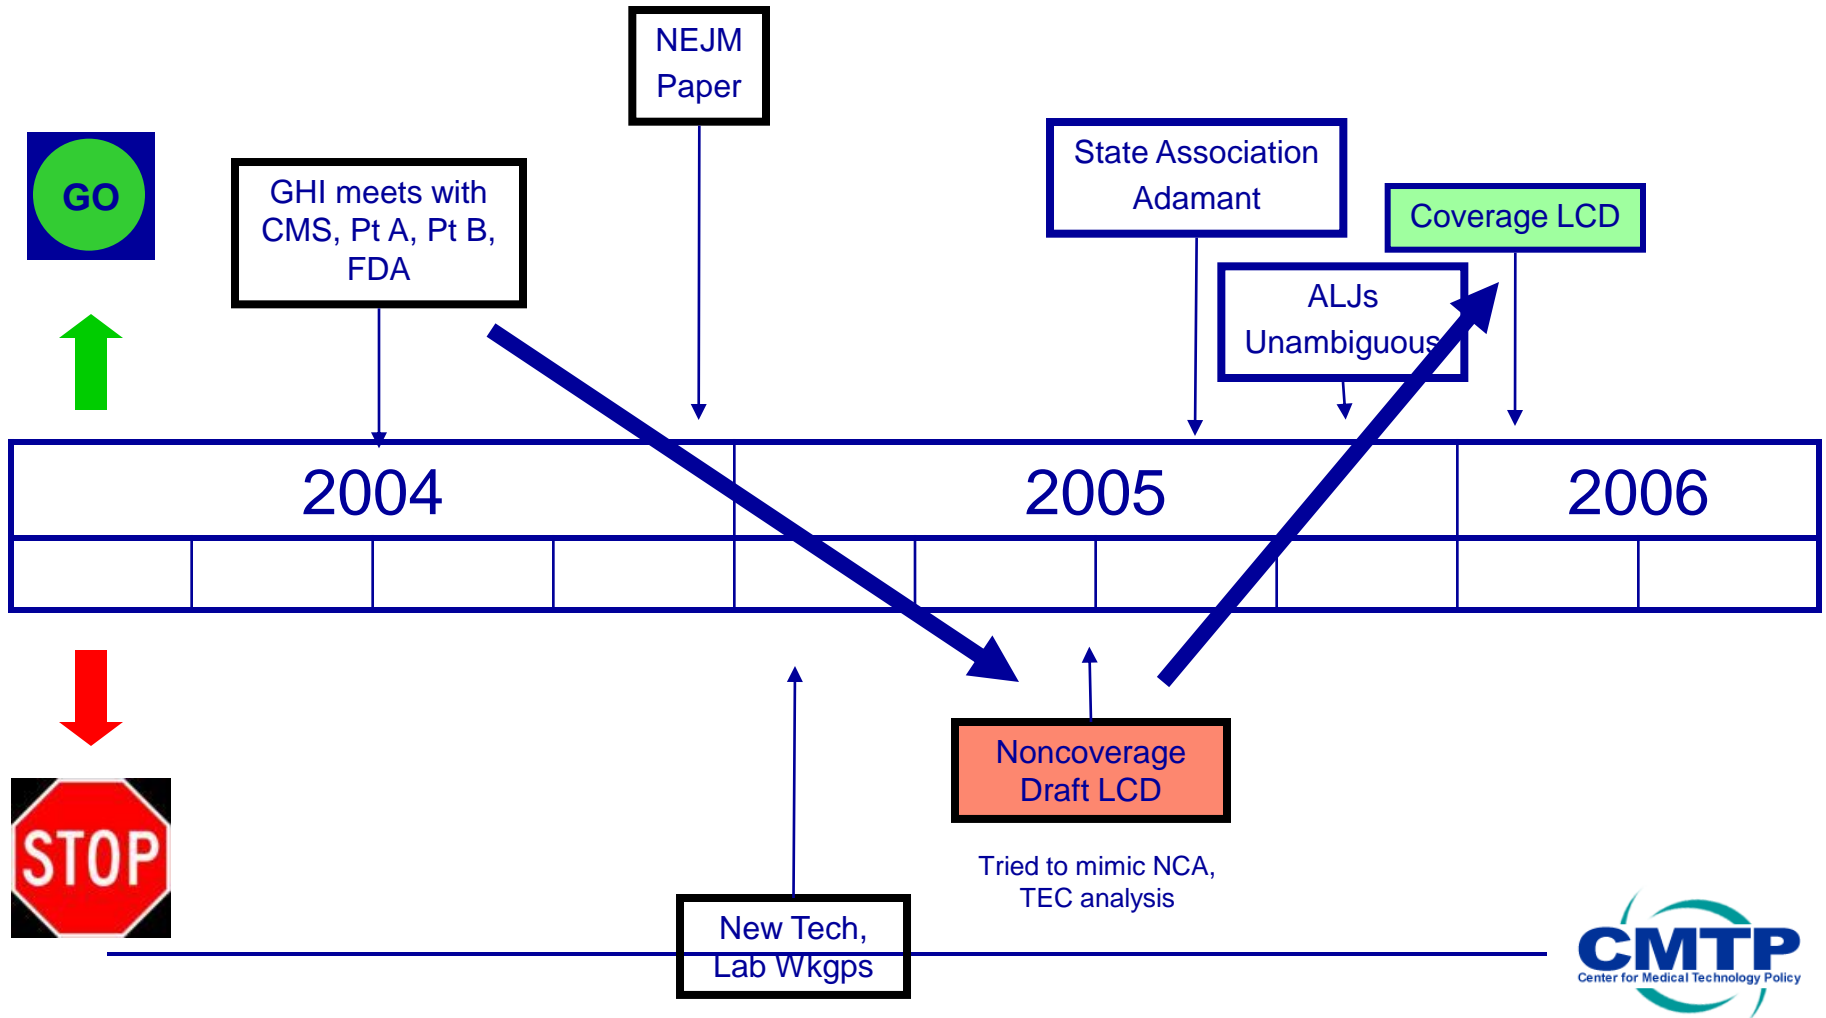 NEJM
Paper
GO
GHI meets with
CMS, Pt A, Pt B,
FDA
State Association
Adamant
Coverage LCD
ALJs
Unambiguous
2004
2005
2006
Noncoverage
Draft LCD
STOP
Tried to mimic NCA,
TEC analysis
New Tech,
Lab Wkgps
CMTP
Center for Medical Technology Policy